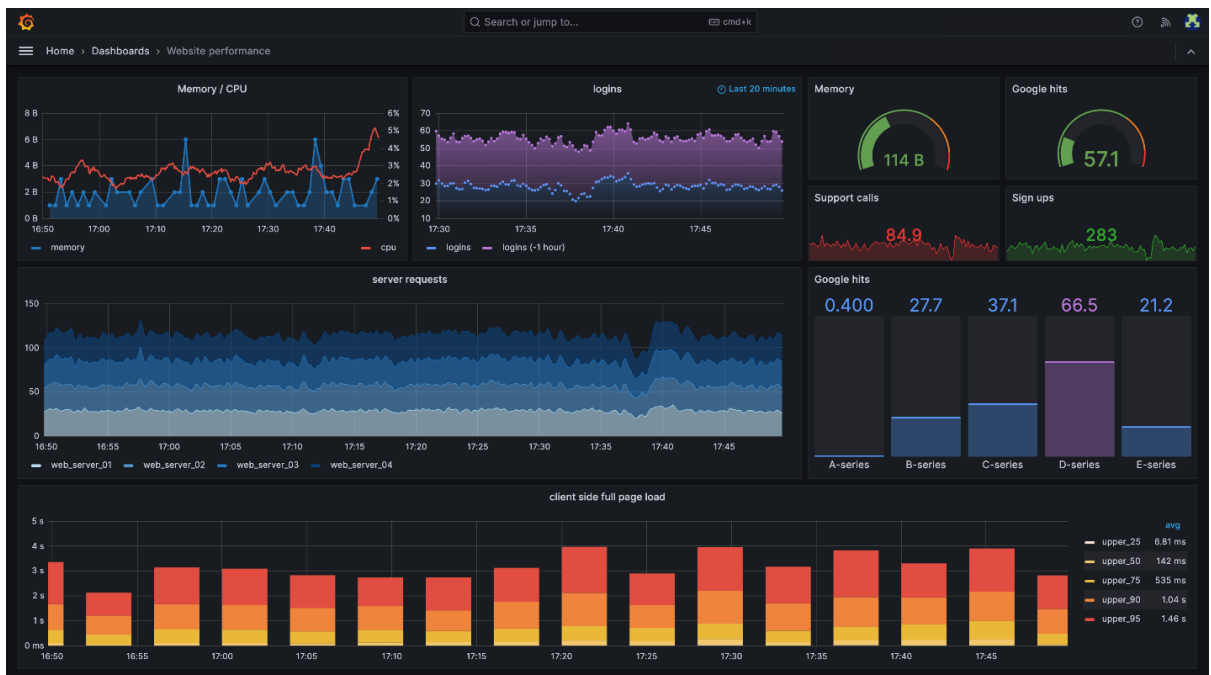 Search or jump to... cmd+k
Home › Dashboards › Website performance
Memory / CPU
8 B
6 B
4 B
2 B
0 B
6%
5%
4%
3%
2%
1%
0%
16:50 17:00 17:10 17:20 17:30 17:40
memory cpu
logins
Last 20 minutes
70
60
50
40
30
20
10
17:30 17:35 17:40 17:45
logins logins (-1 hour)
Memory
114 B
Google hits
57.1
Support calls
84.9
Sign ups
283
server requests
150
100
50
0
16:50 16:55 17:00 17:05 17:10 17:15 17:20 17:25 17:30 17:35 17:40 17:45
web_server_01 web_server_02 web_server_03 web_server_04
Google hits
0.400 27.7 37.1 66.5 21.2
A-series B-series C-series D-series E-series
client side full page load
5 s
4 s
3 s
2 s
1 s
0 ms
16:50 16:55 17:00 17:05 17:10 17:15 17:20 17:25 17:30 17:35 17:40 17:45
avg
upper_25 6.81 ms
upper_50 142 ms
upper_75 535 ms
upper_90 1.04 s
upper_95 1.46 s